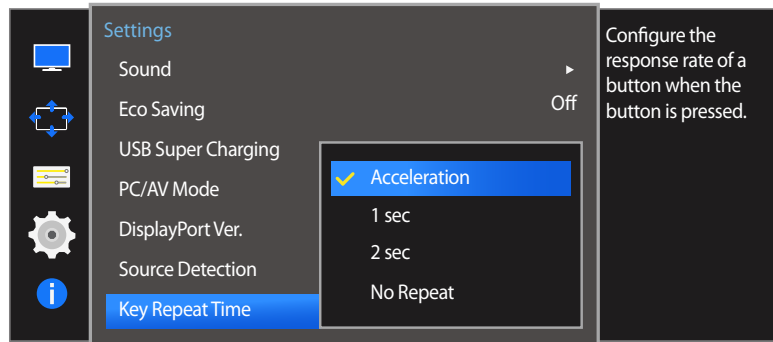 Settings
Sound
Eco Saving
Off
USB Super Charging
PC/AV Mode
DisplayPort Ver.
Source Detection
Key Repeat Time
Acceleration
1 sec
2 sec
No Repeat
Configure the
response rate of a
button when the
button is pressed.